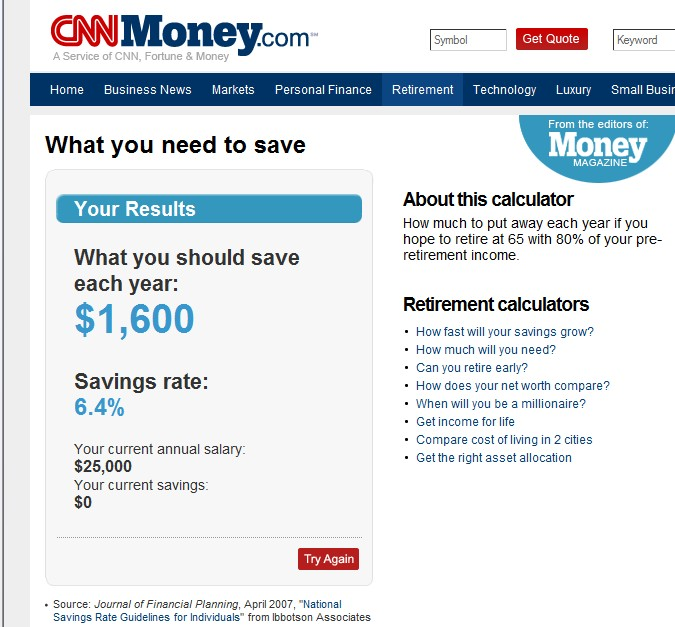 CNNMoney.com℠
A Service of CNN, Fortune & Money
Symbol
Get Quote
Keyword
Home Business News Markets Personal Finance Retirement Technology Luxury Small Busi
What you need to save
From the editors of:
Money
MAGAZINE
Your Results
What you should save
each year:
$1,600
Savings rate:
6.4%
Your current annual salary:
$25,000
Your current savings:
$0
Try Again
• Source: Journal of Financial Planning, April 2007, "National
Savings Rate Guidelines for Individuals" from Ibbotson Associates
About this calculator
How much to put away each year if you
hope to retire at 65 with 80% of your pre-
retirement income.
Retirement calculators
• How fast will your savings grow?
• How much will you need?
• Can you retire early?
• How does your net worth compare?
• When will you be a millionaire?
• Get income for life
• Compare cost of living in 2 cities
• Get the right asset allocation